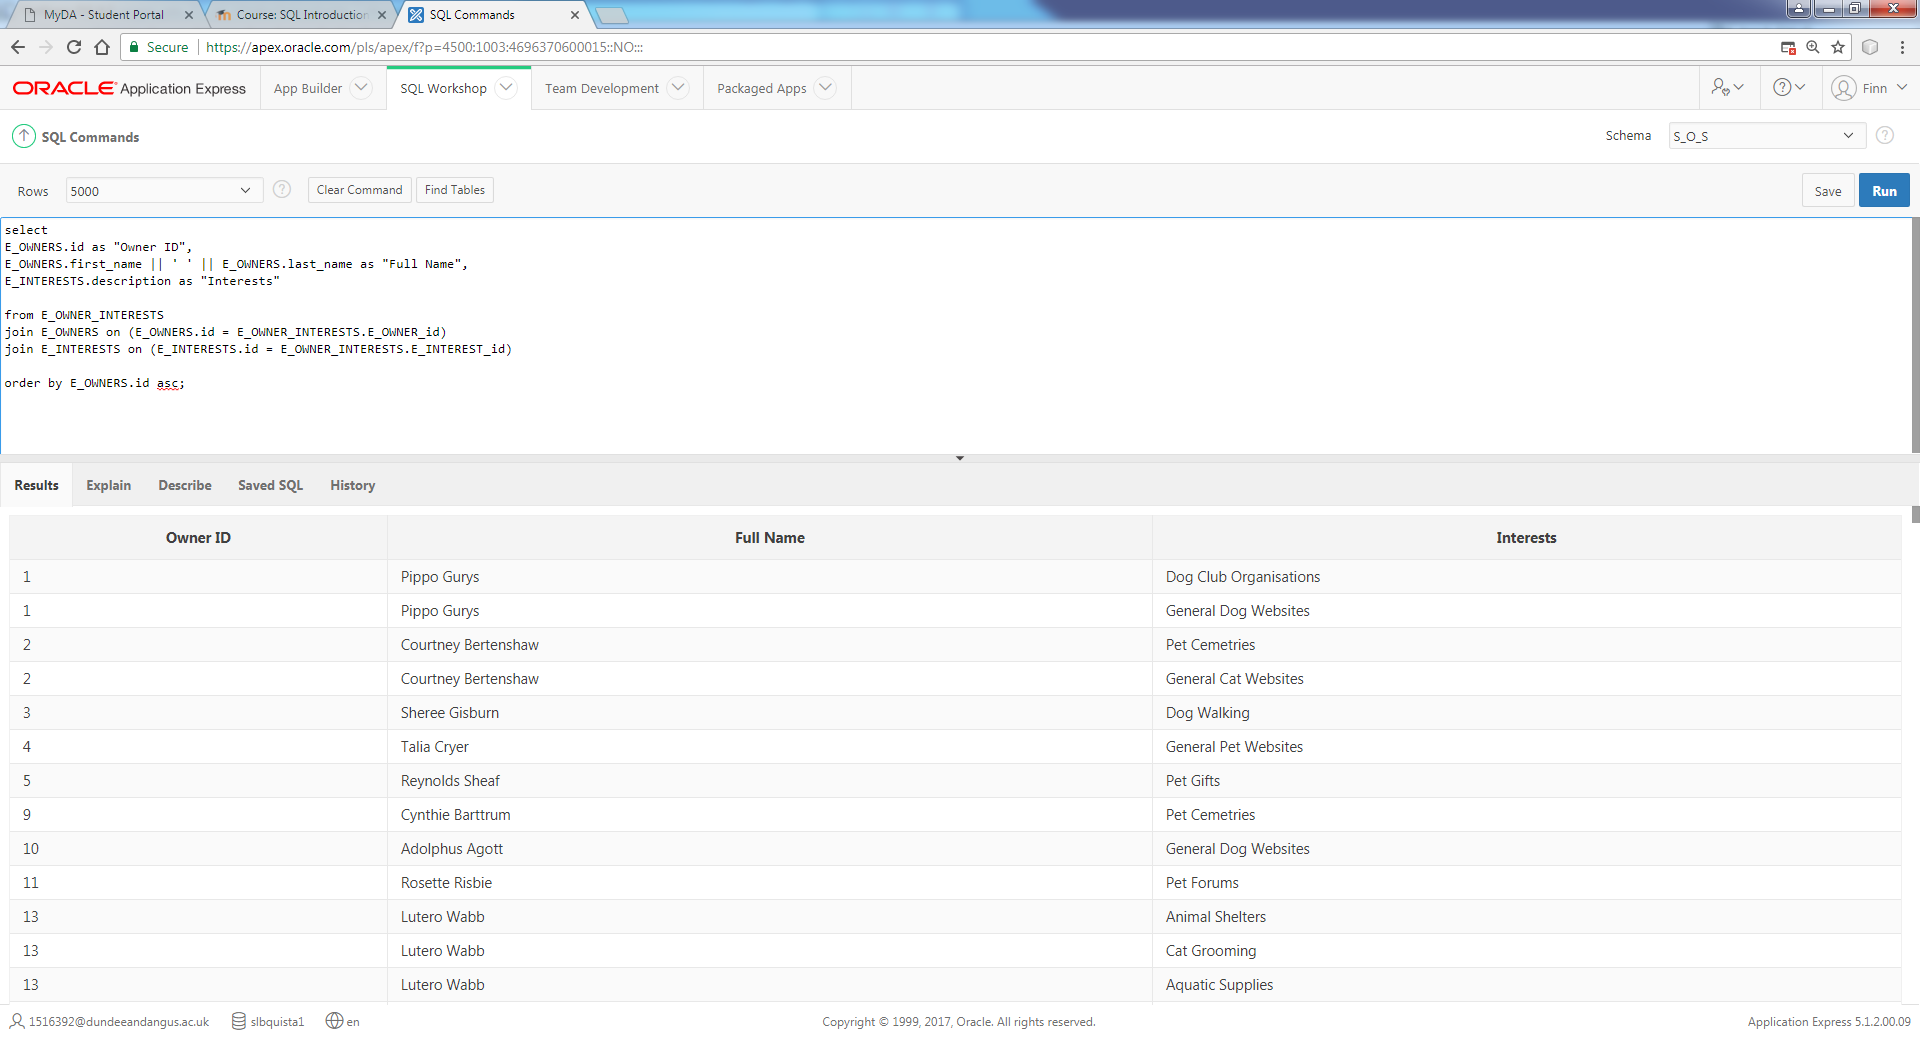 MyDA - Student Portal
Course: SQL Introduction
SQL Commands
Secure
https://apex.oracle.com/pls/apex/f?p=4500:1003:4696370600015::NO:::
ORACLE Application Express
App Builder
SQL Workshop
Team Development
Packaged Apps
Finn
SQL Commands
Schema
S_O_S
Rows
5000
Clear Command
Find Tables
Save
Run
select
E_OWNERS.id as "Owner ID",
E_OWNERS.first_name || ' ' || E_OWNERS.last_name as "Full Name",
E_INTERESTS.description as "Interests"
from E_OWNER_INTERESTS
join E_OWNERS on (E_OWNERS.id = E_OWNER_INTERESTS.E_OWNER_id)
join E_INTERESTS on (E_INTERESTS.id = E_OWNER_INTERESTS.E_INTEREST_id)
order by E_OWNERS.id asc;
Results Explain Describe Saved SQL History
Owner ID Full Name Interests
1 Pippo Gurys Dog Club Organisations
1 Pippo Gurys General Dog Websites
2 Courtney Bertenshaw Pet Cemetries
2 Courtney Bertenshaw General Cat Websites
3 Sheree Gisburn Dog Walking
4 Talia Cryer General Pet Websites
5 Reynolds Sheaf Pet Gifts
9 Cynthie Barttrum Pet Cemetries
10 Adolphus Agott General Dog Websites
11 Rosette Risbie Pet Forums
13 Lutero Wabb Animal Shelters
13 Lutero Wabb Cat Grooming
13 Lutero Wabb Aquatic Supplies
1516392@dundeeandangus.ac.uk slbquista1 en
Copyright © 1999, 2017, Oracle. All rights reserved.
Application Express 5.1.2.00.09